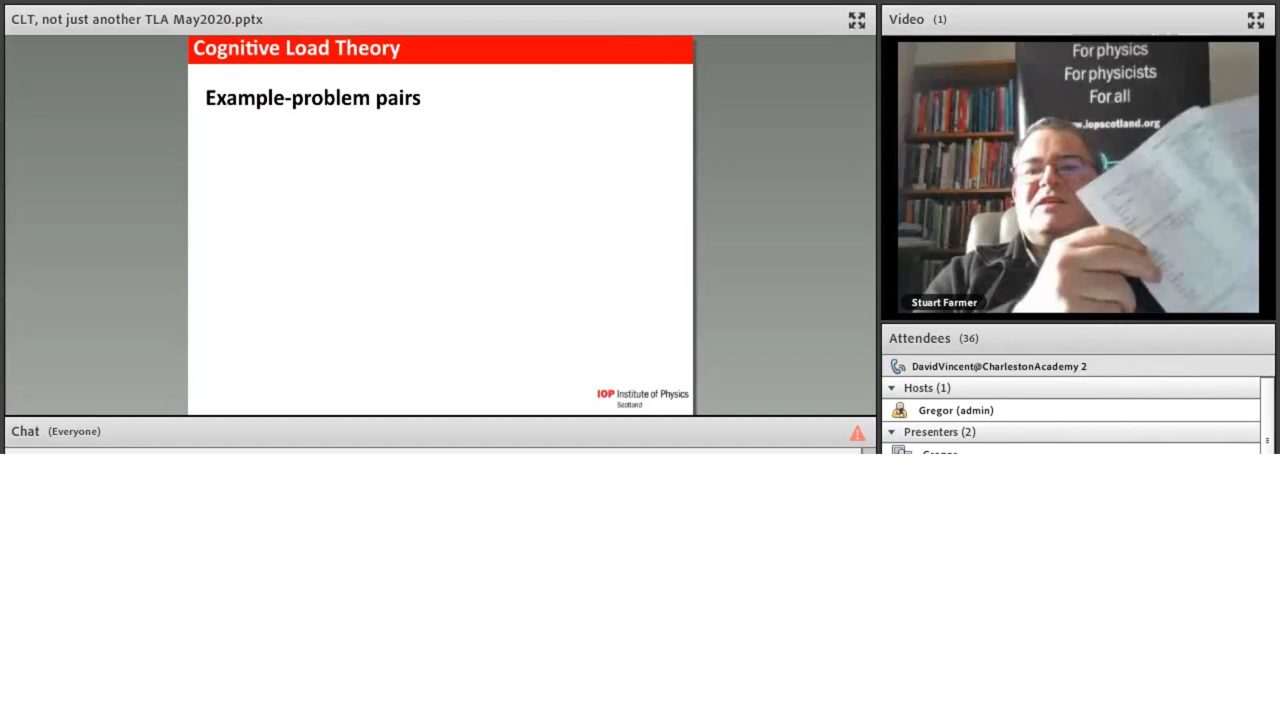 CLT, not just another TLA May2020.pptx
Cognitive Load Theory
Example-problem pairs
IOP Institute of Physics
Scotland
Chat (Everyone)
Video (1)
For physics
For physicists
For all
w.iopscotland.org
Stuart Farmer
Attendees (36)
DavidVincent@CharlestonAcademy 2
Hosts (1)
Gregor (admin)
Presenters (2)